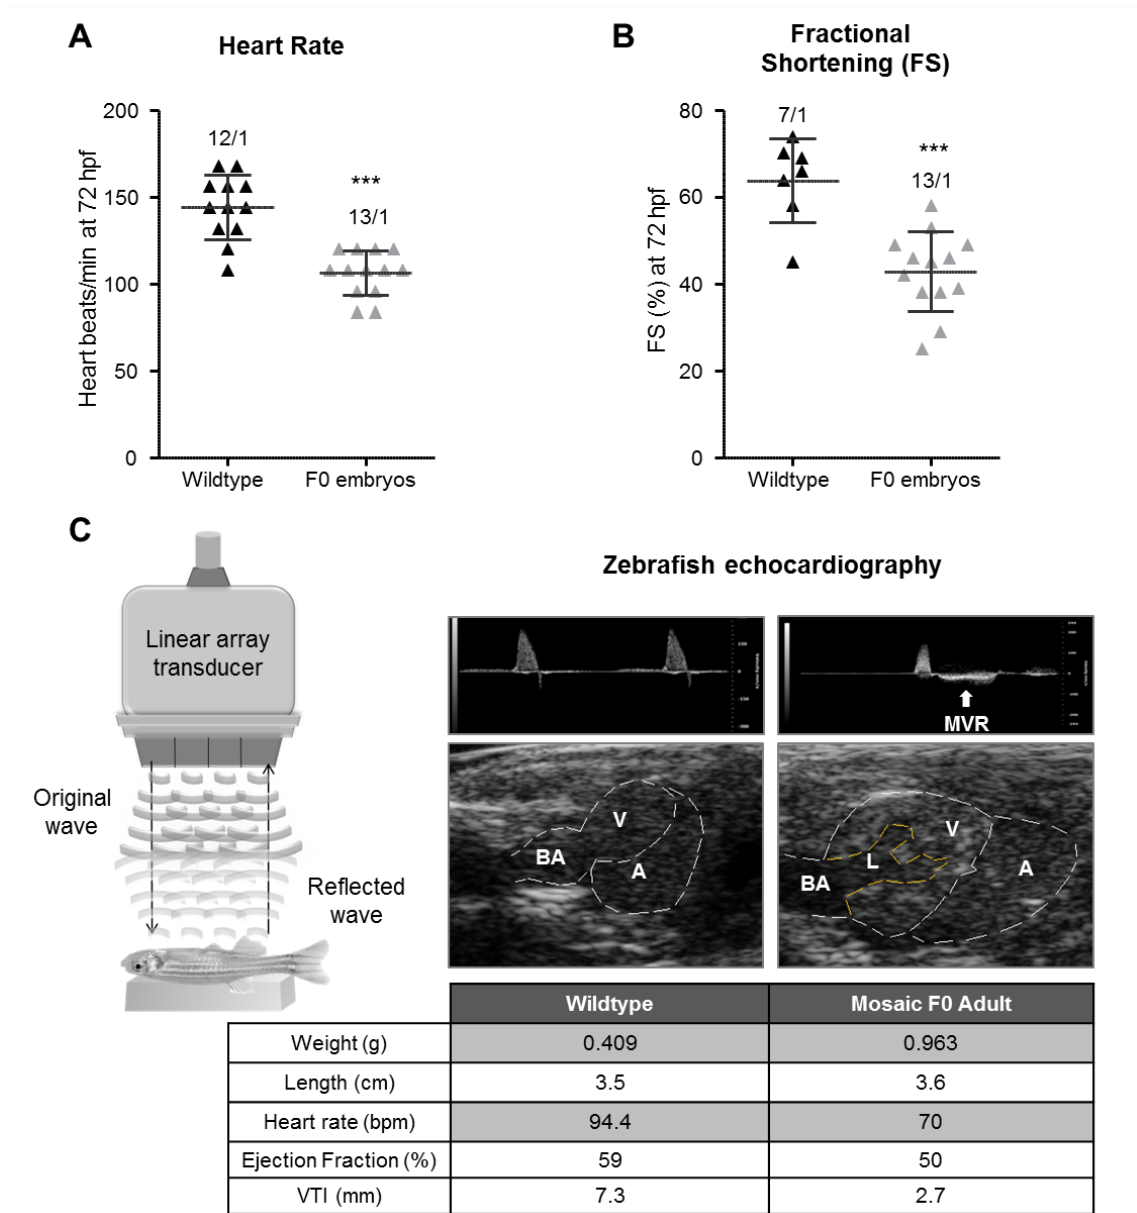 A
Heart Rate
Heart beats/min at 72 hpf
200
150
100
50
0
12/1
***
13/1
Wildtype
F0 embryos
B
Fractional
Shortening (FS)
FS (%) at 72 hpf
80
60
40
20
0
7/1
***
13/1
Wildtype
F0 embryos
C
Linear array
transducer
Original
wave
Reflected
wave
Zebrafish echocardiography
MVR
V
BA
A
V
L
BA
A
Wildtype Mosaic F0 Adult
Weight (g) 0.409 0.963
Length (cm) 3.5 3.6
Heart rate (bpm) 94.4 70
Ejection Fraction (%) 59 50
VTI (mm) 7.3 2.7